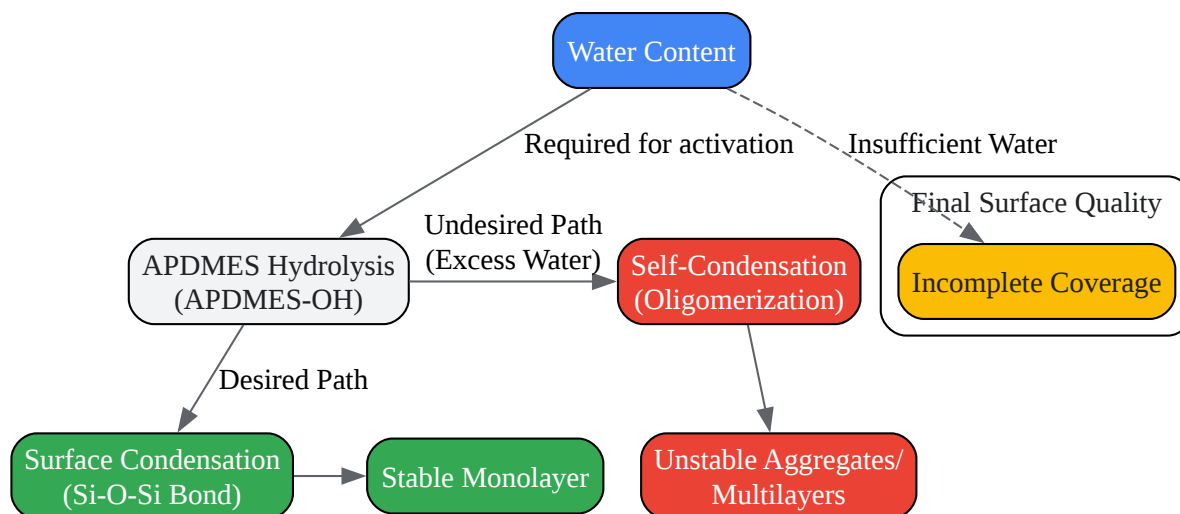 Water Content
Required for activation
Insufficient Water
Final Surface Quality
Undesired Path
(Excess Water)
APDMES Hydrolysis
(APDMES-OH)
Self-Condensation
(Oligomerization)
Incomplete Coverage
Desired Path
Surface Condensation
(Si-O-Si Bond)
Stable Monolayer
Unstable Aggregates/
Multilayers